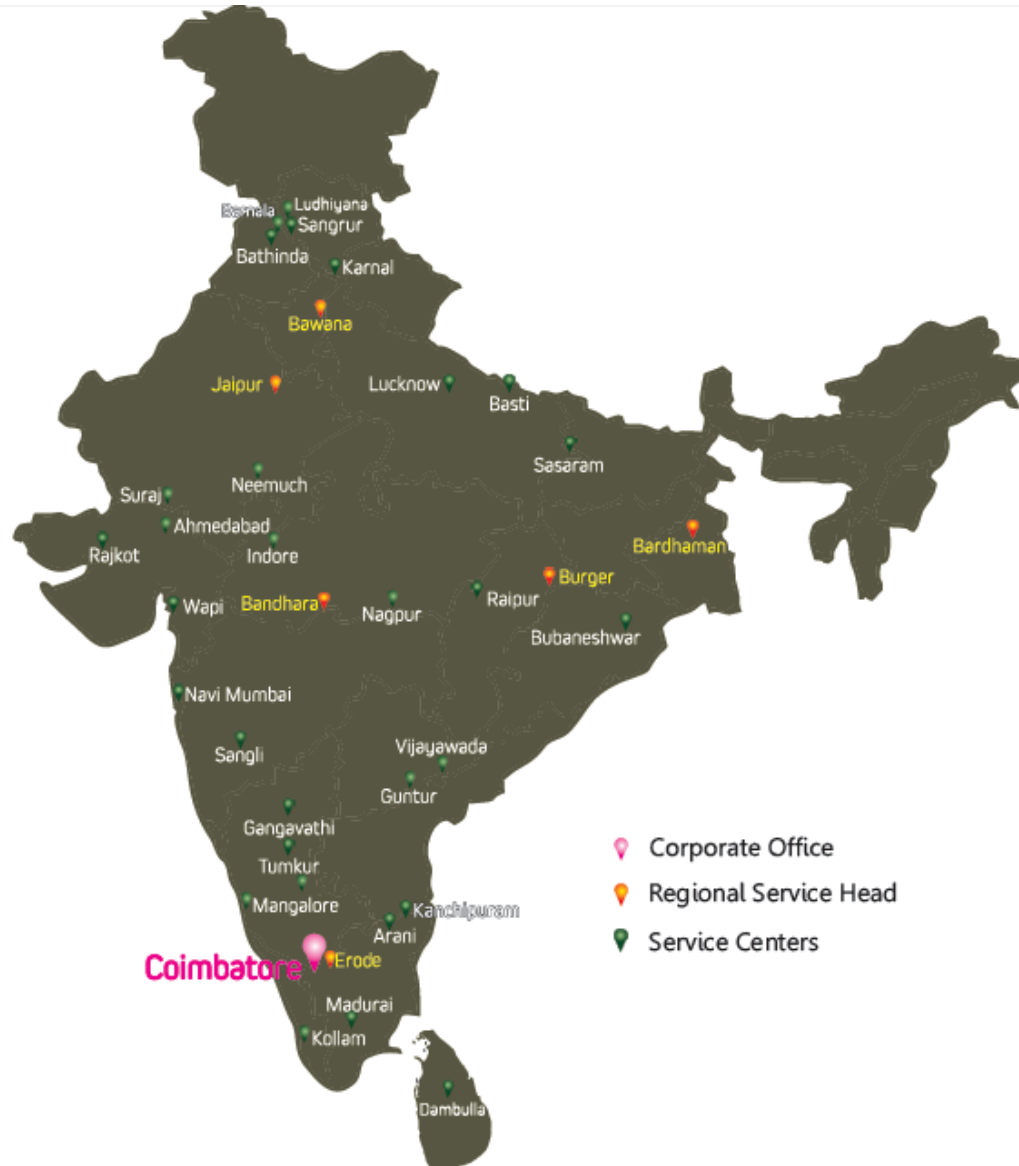 Ludhiyana
Barnala
Sangrur
Bathinda
Karnal
Bawana
Jaipur
Lucknow
Basti
Sasaram
Neemuch
Suraj
Ahmedabad
Rajkot
Indore
Bardhaman
Burger
Wapi
Bandhara
Nagpur
Raipur
Bubaneshwar
Navi Mumbai
Sangli
Vijayawada
Guntur
Gangavathi
Tumkur
Mangalore
Kanchipuram
Arani
Coimbatore
Erode
Madurai
Kollam
Dambulla
Corporate Office
Regional Service Head
Service Centers